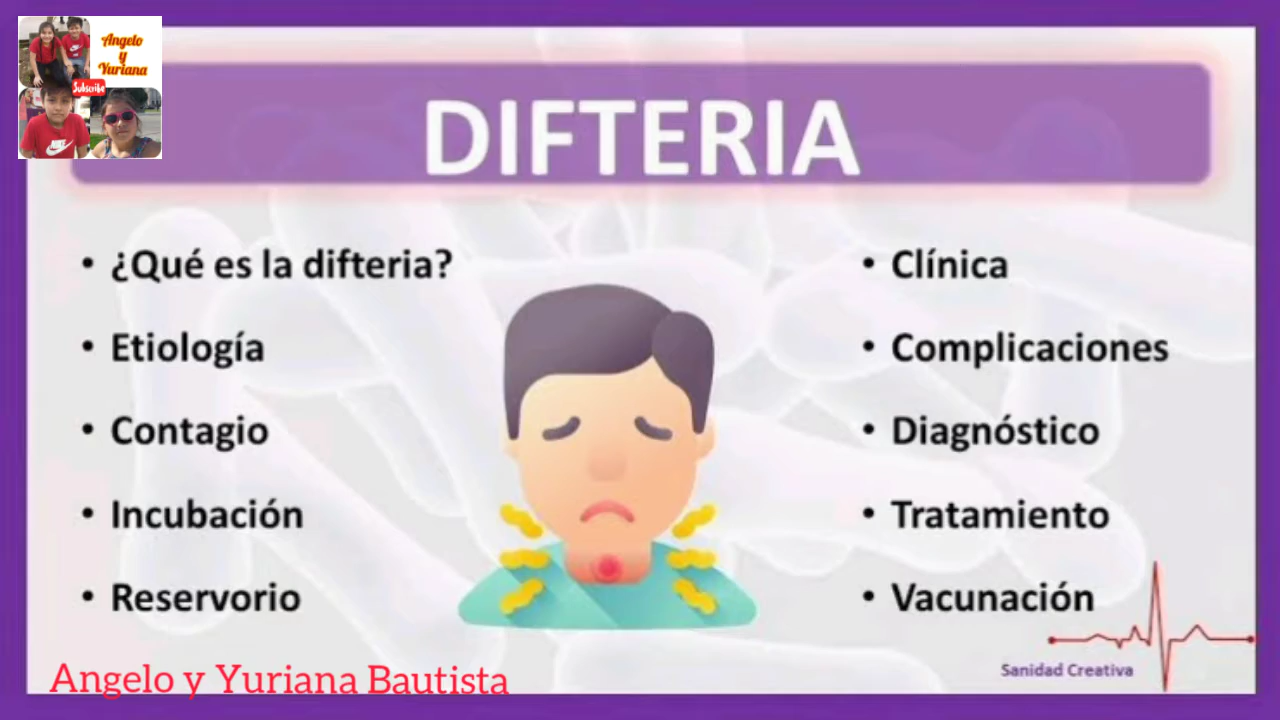 Angelo
y
Yuriana
Subscribe
DIFTERIA
• ¿Qué es la difteria?
• Etiología
• Contagio
• Incubación
• Reservorio
• Clínica
• Complicaciones
• Diagnóstico
• Tratamiento
• Vacunación
Sanidad Creativa
Angelo y Yuriana Bautista